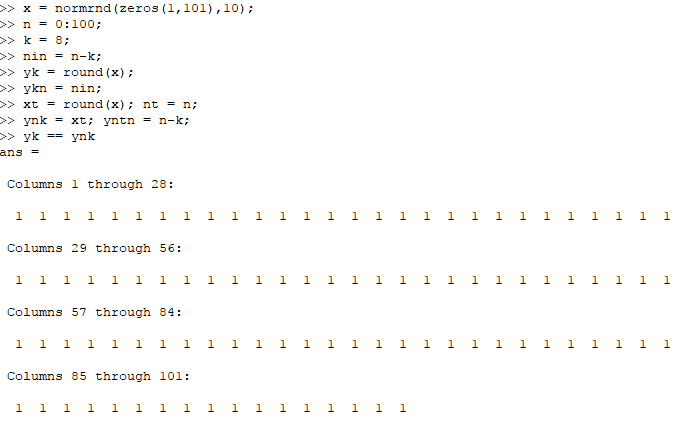 >> x = normrnd(zeros(1,101),10);
>> n = 0:100;
>> k = 8;
>> nin = n-k;
>> yk = round(x);
>> ykn = nin;
>> xt = round(x); nt = n;
>> ynk = xt; yntn = n-k;
>> yk == ynk
ans =
Columns 1 through 28:
1 1 1 1 1 1 1 1 1 1 1 1 1 1 1 1 1 1 1 1 1 1 1 1 1 1 1 1
Columns 29 through 56:
1 1 1 1 1 1 1 1 1 1 1 1 1 1 1 1 1 1 1 1 1 1 1 1 1 1 1 1
Columns 57 through 84:
1 1 1 1 1 1 1 1 1 1 1 1 1 1 1 1 1 1 1 1 1 1 1 1 1 1 1 1
Columns 85 through 101:
1 1 1 1 1 1 1 1 1 1 1 1 1 1 1 1 1